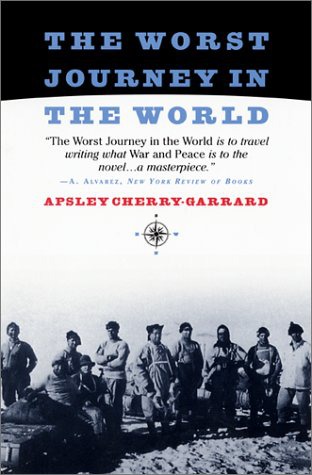 THE WORST
JOURNEY IN
THE WORLD
“The Worst Journey in the World is to travel
writing what War and Peace is to the
novel…a masterpiece.”
—A. Alvarez, New York Review of Books
APSLEY CHERRY-GARRARD